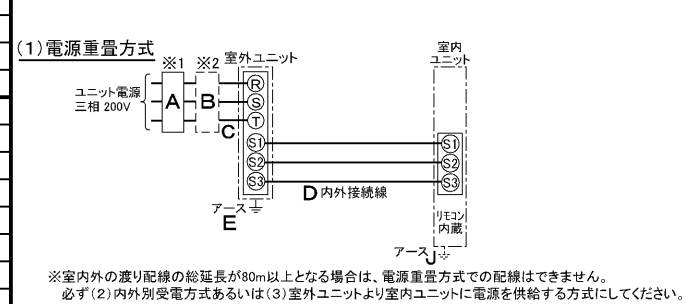 (1)電源重畳方式
※1 ※2 室外ユニット
室内
ユニット
ユニット電源
三相 200V
A B C
R
S
T
S1
S2
S3
S1
S2
S3
D 内外接続線
アース
E
リモコン
内蔵
アース J
※室内外の渡り配線の総延長が80m以上となる場合は、電源重畳方式での配線はできません。
必ず(2)内外別受電方式あるいは(3)室外ユニットより室内ユニットに電源を供給する方式にしてください。